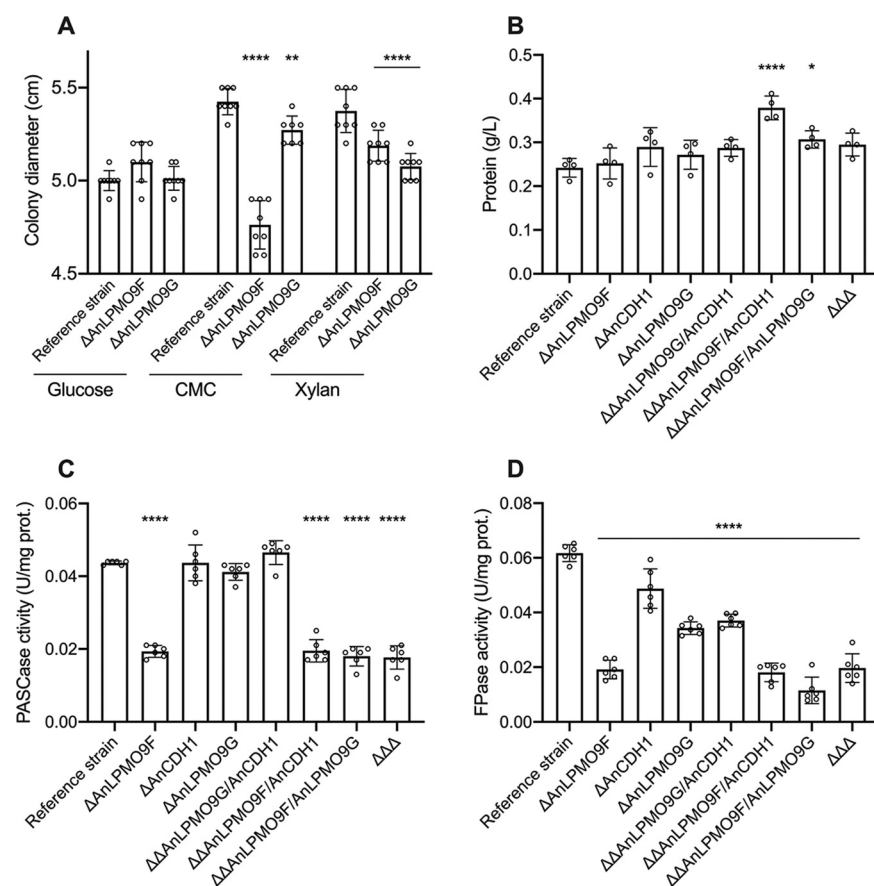 A
Colony diameter (cm)
5.5
5.0
4.5
****
**
****
Reference strain
ΔAnLPMO9F
ΔAnLPMO9G
Reference strain
ΔAnLPMO9F
ΔAnLPMO9G
Reference strain
ΔAnLPMO9F
ΔAnLPMO9G
Glucose
CMC
Xylan
B
Protein (g/L)
0.5
0.4
0.3
0.2
0.1
0.0
****
*
Reference strain
ΔAnLPMO9F
ΔAnCDH1
ΔAnLPMO9G
ΔΔAnLPMO9G/AnCDH1
ΔΔAnLPMO9F/AnCDH1
ΔΔAnLPMO9F/AnLPMO9G
ΔΔΔ
C
PASCase ctivity (U/mg prot.)
0.06
0.04
0.02
0.00
****
****
****
****
Reference strain
ΔAnLPMO9F
ΔAnCDH1
ΔAnLPMO9G
ΔΔAnLPMO9G/AnCDH1
ΔΔAnLPMO9F/AnCDH1
ΔΔAnLPMO9F/AnLPMO9G
ΔΔΔ
D
FPase activity (U/mg prot.)
0.08
0.06
0.04
0.02
0.00
****
Reference strain
ΔAnLPMO9F
ΔAnCDH1
ΔAnLPMO9G
ΔΔAnLPMO9G/AnCDH1
ΔΔAnLPMO9F/AnCDH1
ΔΔAnLPMO9F/AnLPMO9G
ΔΔΔ